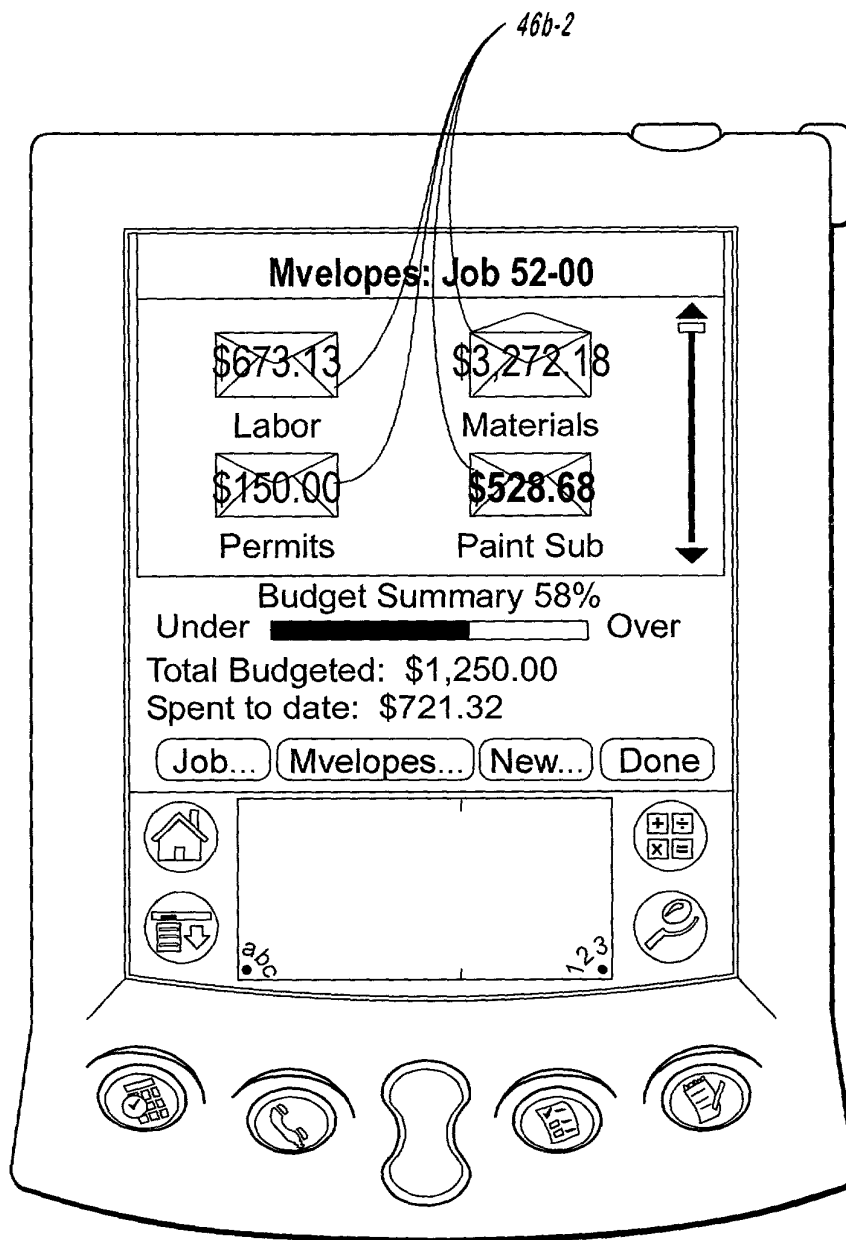 46b-2
Mvelopes: Job 52-00
$673.13 $3,272.18
Labor Materials
$150.00 $528.68
Permits Paint Sub
Budget Summary 58%
Under Over
Total Budgeted: $1,250.00
Spent to date: $721.32
Job... Mvelopes... New... Done
+ ÷
x =
abc 123